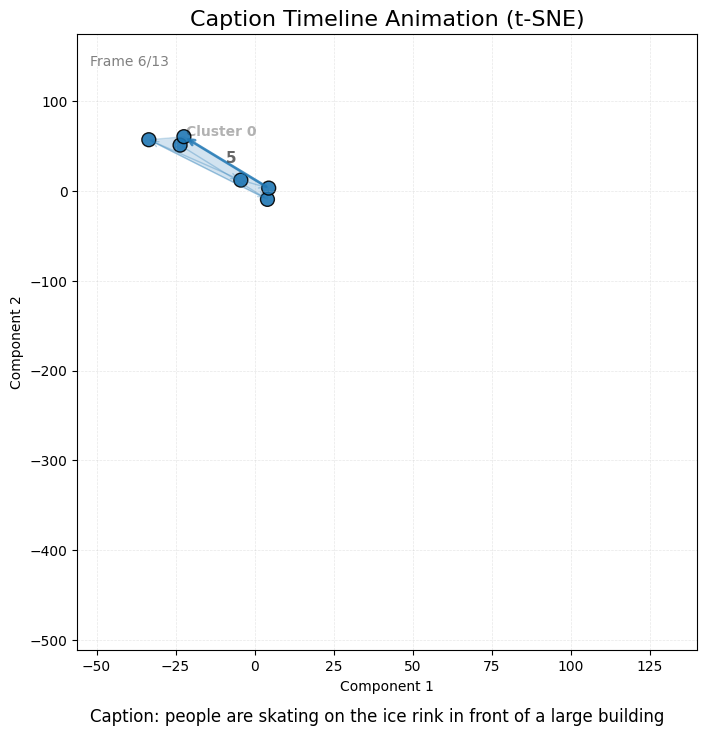 Caption Timeline Animation (t-SNE)
Frame 6/13
Cluster 0
5
100
0
−100
−200
−300
−400
−500
Component 2
−50
−25
0
25
50
75
100
125
Component 1
Caption: people are skating on the ice rink in front of a large building